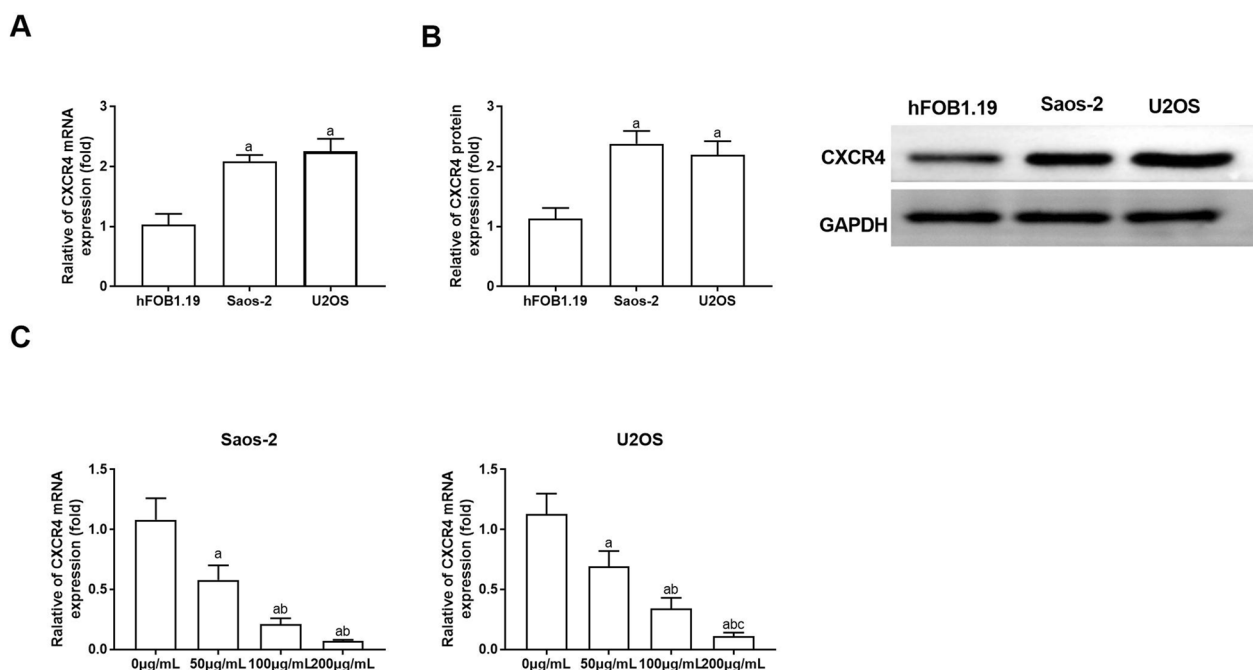 A
B
Ralative of CXCR4 mRNA
expression (fold)
3
2
1
0
a
a
hFOB1.19
Saos-2
U2OS
Relative of CXCR4 protein
expression (fold)
3
2
1
0
a
a
hFOB1.19
Saos-2
U2OS
hFOB1.19
Saos-2
U2OS
CXCR4
GAPDH
C
Saos-2
Ralative of CXCR4 mRNA
expression (fold)
1.5
1.0
0.5
0.0
a
ab
ab
0μg/mL 50μg/mL 100μg/mL 200μg/mL
U2OS
Ralative of CXCR4 mRNA
expression (fold)
1.5
1.0
0.5
0.0
a
ab
abc
0μg/mL 50μg/mL 100μg/mL 200μg/mL